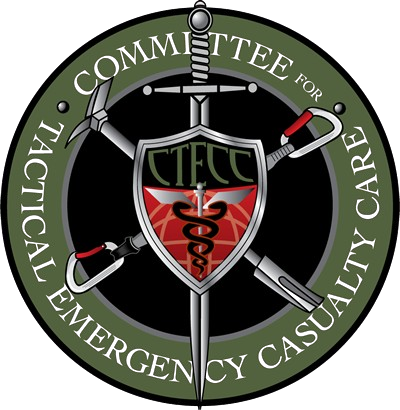 COMMITTEE FOR
TACTICAL EMERGENCY CASUALTY CARE
CTECC